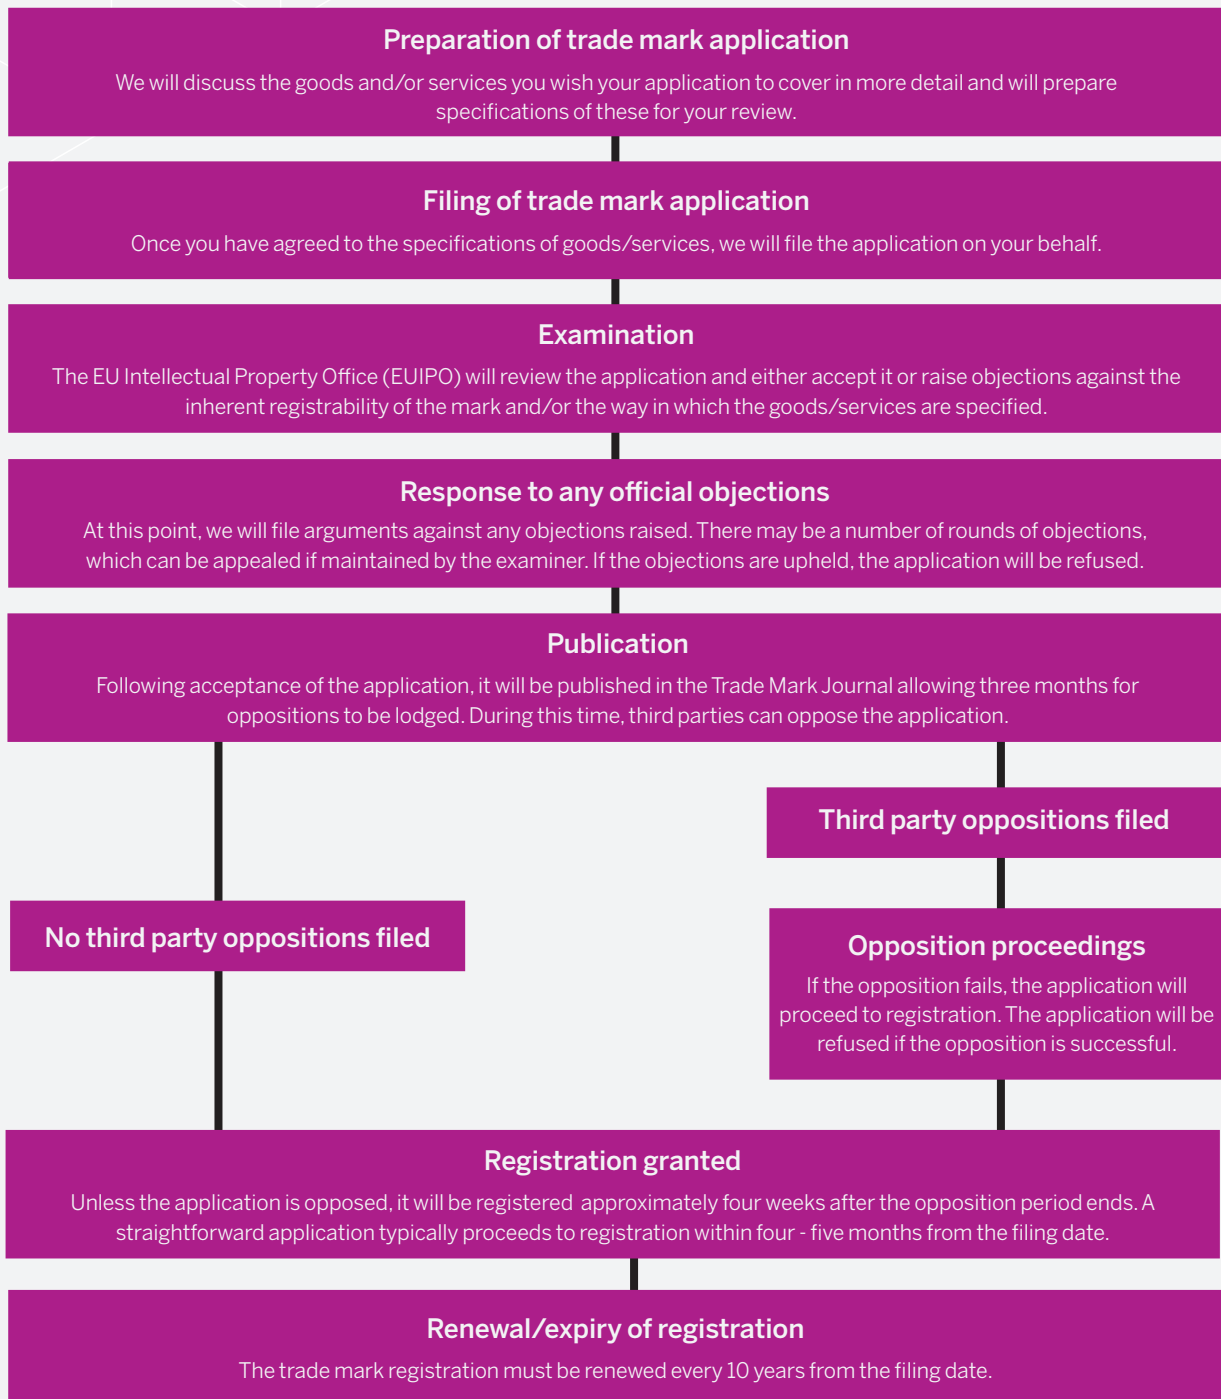 Preparation of trade mark application
We will discuss the goods and/or services you wish your application to cover in more detail and will prepare
specifications of these for your review.
Filing of trade mark application
Once you have agreed to the specifications of goods/services, we will file the application on your behalf.
Examination
The EU Intellectual Property Office (EUIPO) will review the application and either accept it or raise objections against the
inherent registrability of the mark and/or the way in which the goods/services are specified.
Response to any official objections
At this point, we will file arguments against any objections raised. There may be a number of rounds of objections,
which can be appealed if maintained by the examiner. If the objections are upheld, the application will be refused.
Publication
Following acceptance of the application, it will be published in the Trade Mark Journal allowing three months for
oppositions to be lodged. During this time, third parties can oppose the application.
Third party oppositions filed
No third party oppositions filed
Opposition proceedings
If the opposition fails, the application will
proceed to registration. The application will be
refused if the opposition is successful.
Registration granted
Unless the application is opposed, it will be registered approximately four weeks after the opposition period ends. A
straightforward application typically proceeds to registration within four - five months from the filing date.
Renewal/expiry of registration
The trade mark registration must be renewed every 10 years from the filing date.